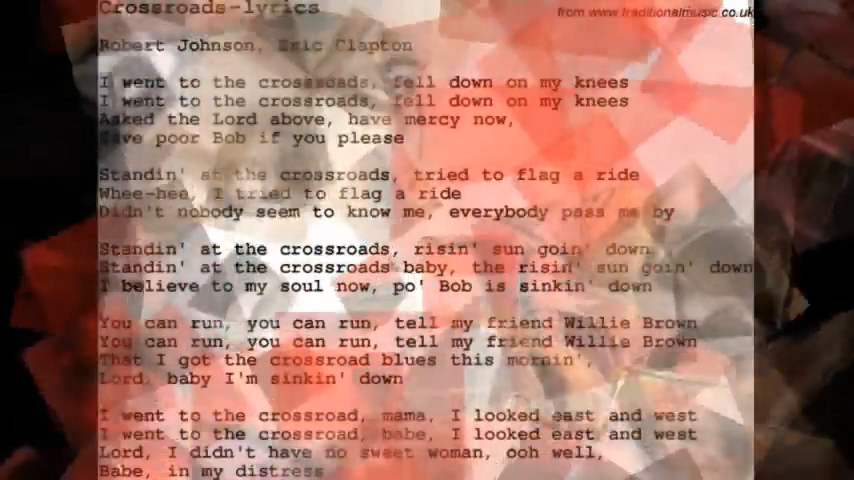 Crossroads-lyrics
from www.traditionalmusic.co.uk
Robert Johnson, Eric Clapton
I went to the crossroads, fell down on my knees
I went to the crossroads, fell down on my knees
Asked the Lord above, have mercy now,
Save poor Bob if you please
Standin' at the crossroads, tried to flag a ride
Whee-hee, I tried to flag a ride
Didn't nobody seem to know me, everybody pass me by
Standin' at the crossroads, risin' sun goin' down
Standin' at the crossroads baby, the risin' sun goin' down
I believe to my soul now, po' Bob is sinkin' down
You can run, you can run, tell my friend Willie Brown
You can run, you can run, tell my friend Willie Brown
That I got the crossroad blues this mornin',
Lord, baby I'm sinkin' down
I went to the crossroad, mama, I looked east and west
I went to the crossroad, babe, I looked east and west
Lord, I didn't have no sweet woman, ooh well,
Babe, in my distress